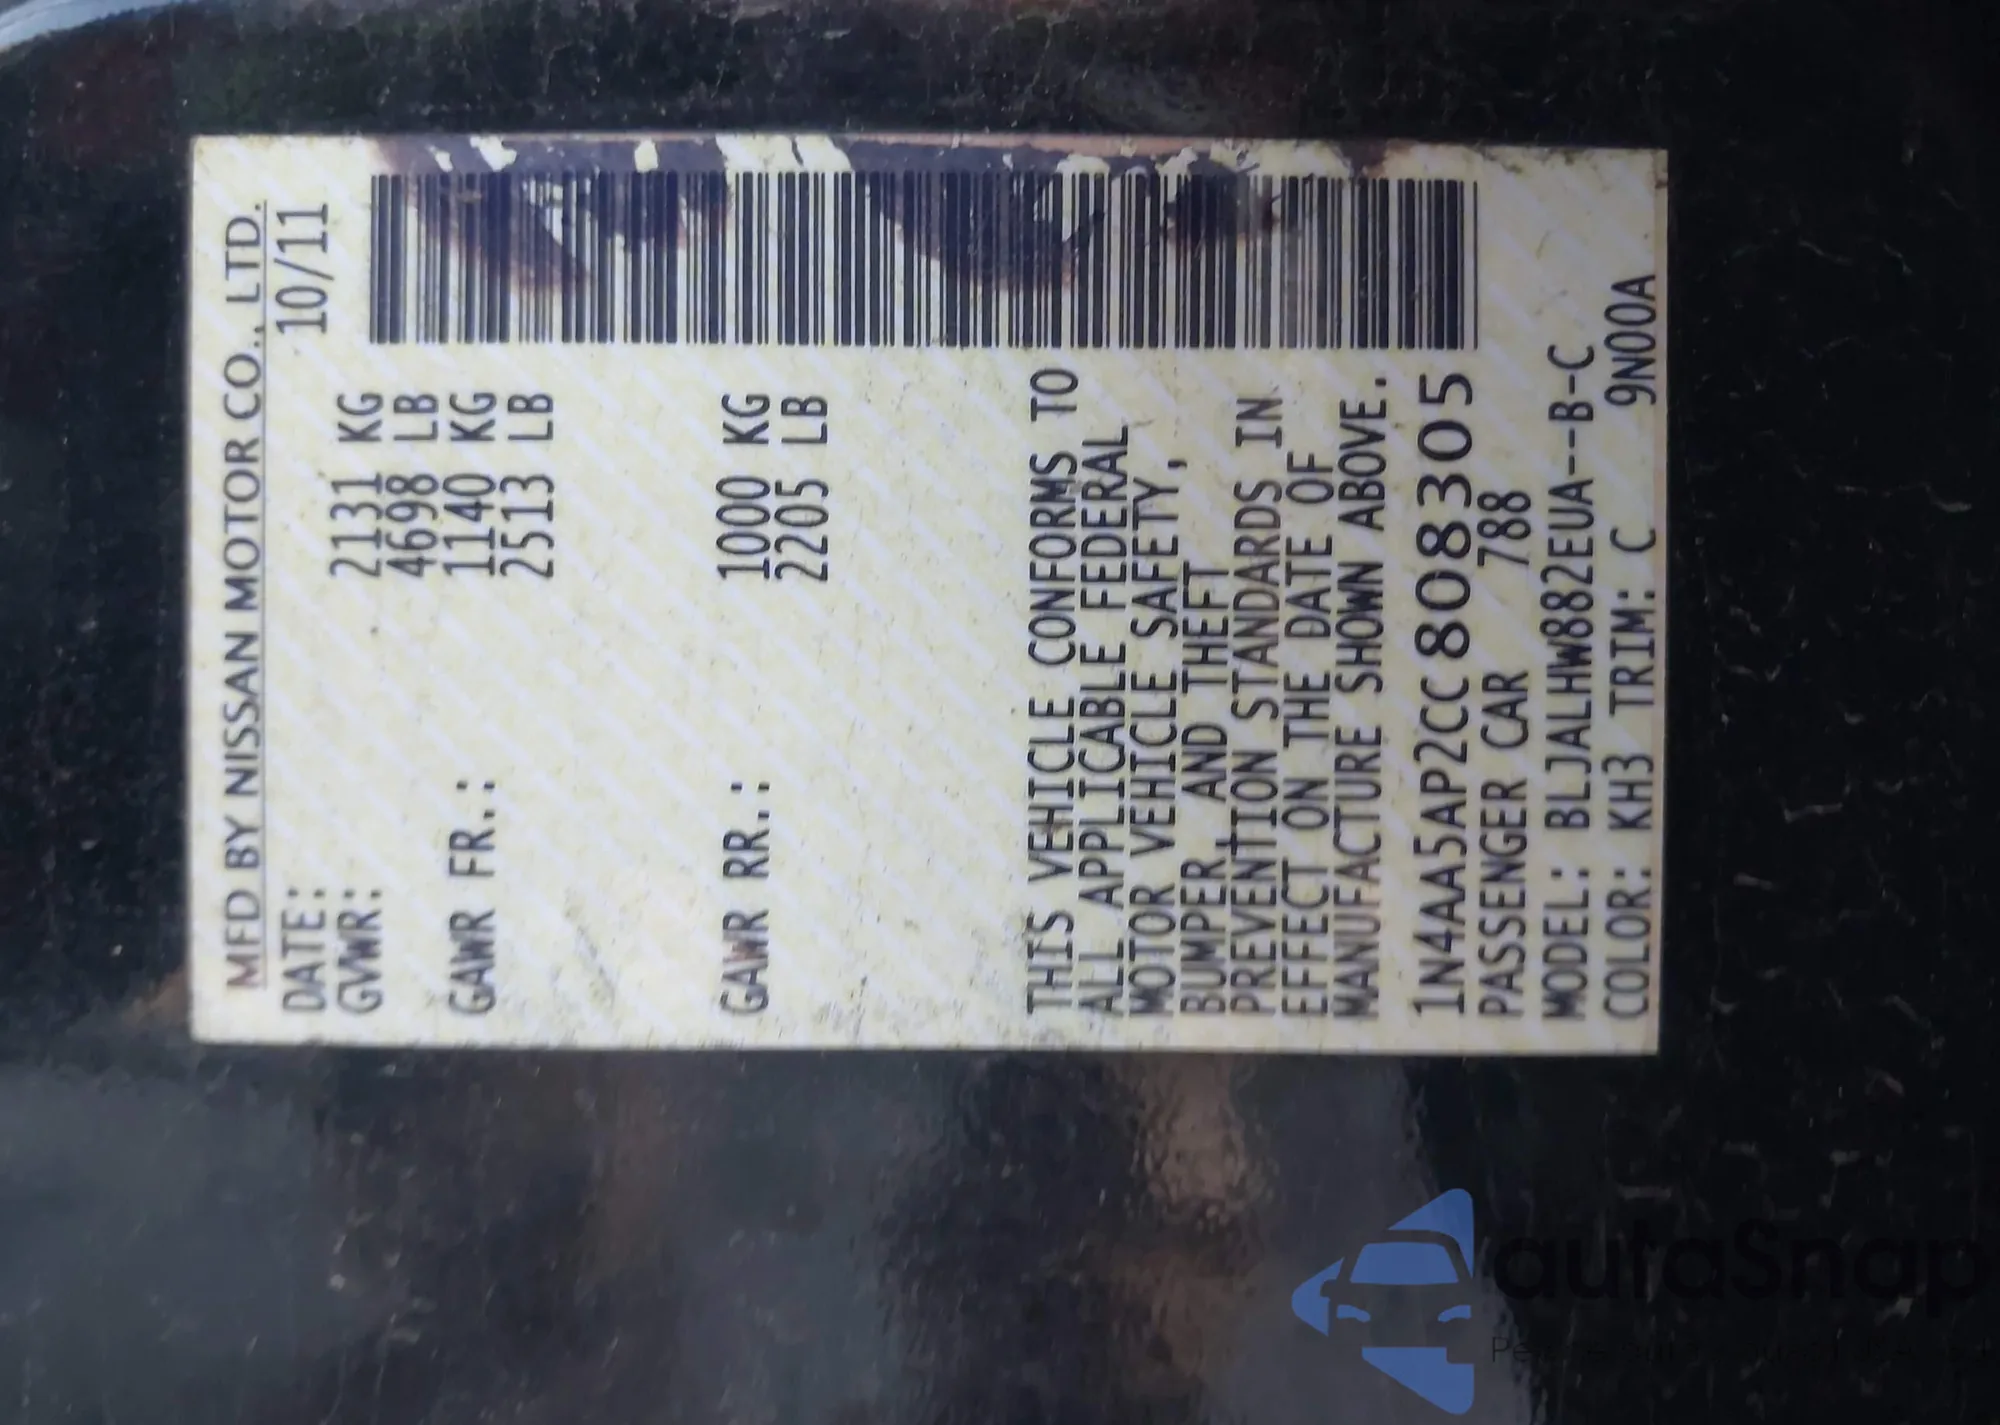 MFD BY NISSAN MOTOR CO., LTD.
DATE: 10/11
GVWR: 2131 KG
4698 LB
GAWR FR.: 1140 KG
2513 LB
GAWR RR.: 1000 KG
2205 LB
THIS VEHICLE CONFORMS TO
ALL APPLICABLE FEDERAL
MOTOR VEHICLE SAFETY,
BUMPER, AND THEFT
PREVENTION STANDARDS IN
EFFECT ON THE DATE OF
MANUFACTURE SHOWN ABOVE.
1N4AA5AP2CC808305
PASSENGER CAR 788
MODEL: BLJALHW882EUA--B-C
COLOR: KH3 TRIM: C 9N00A
autaSnap